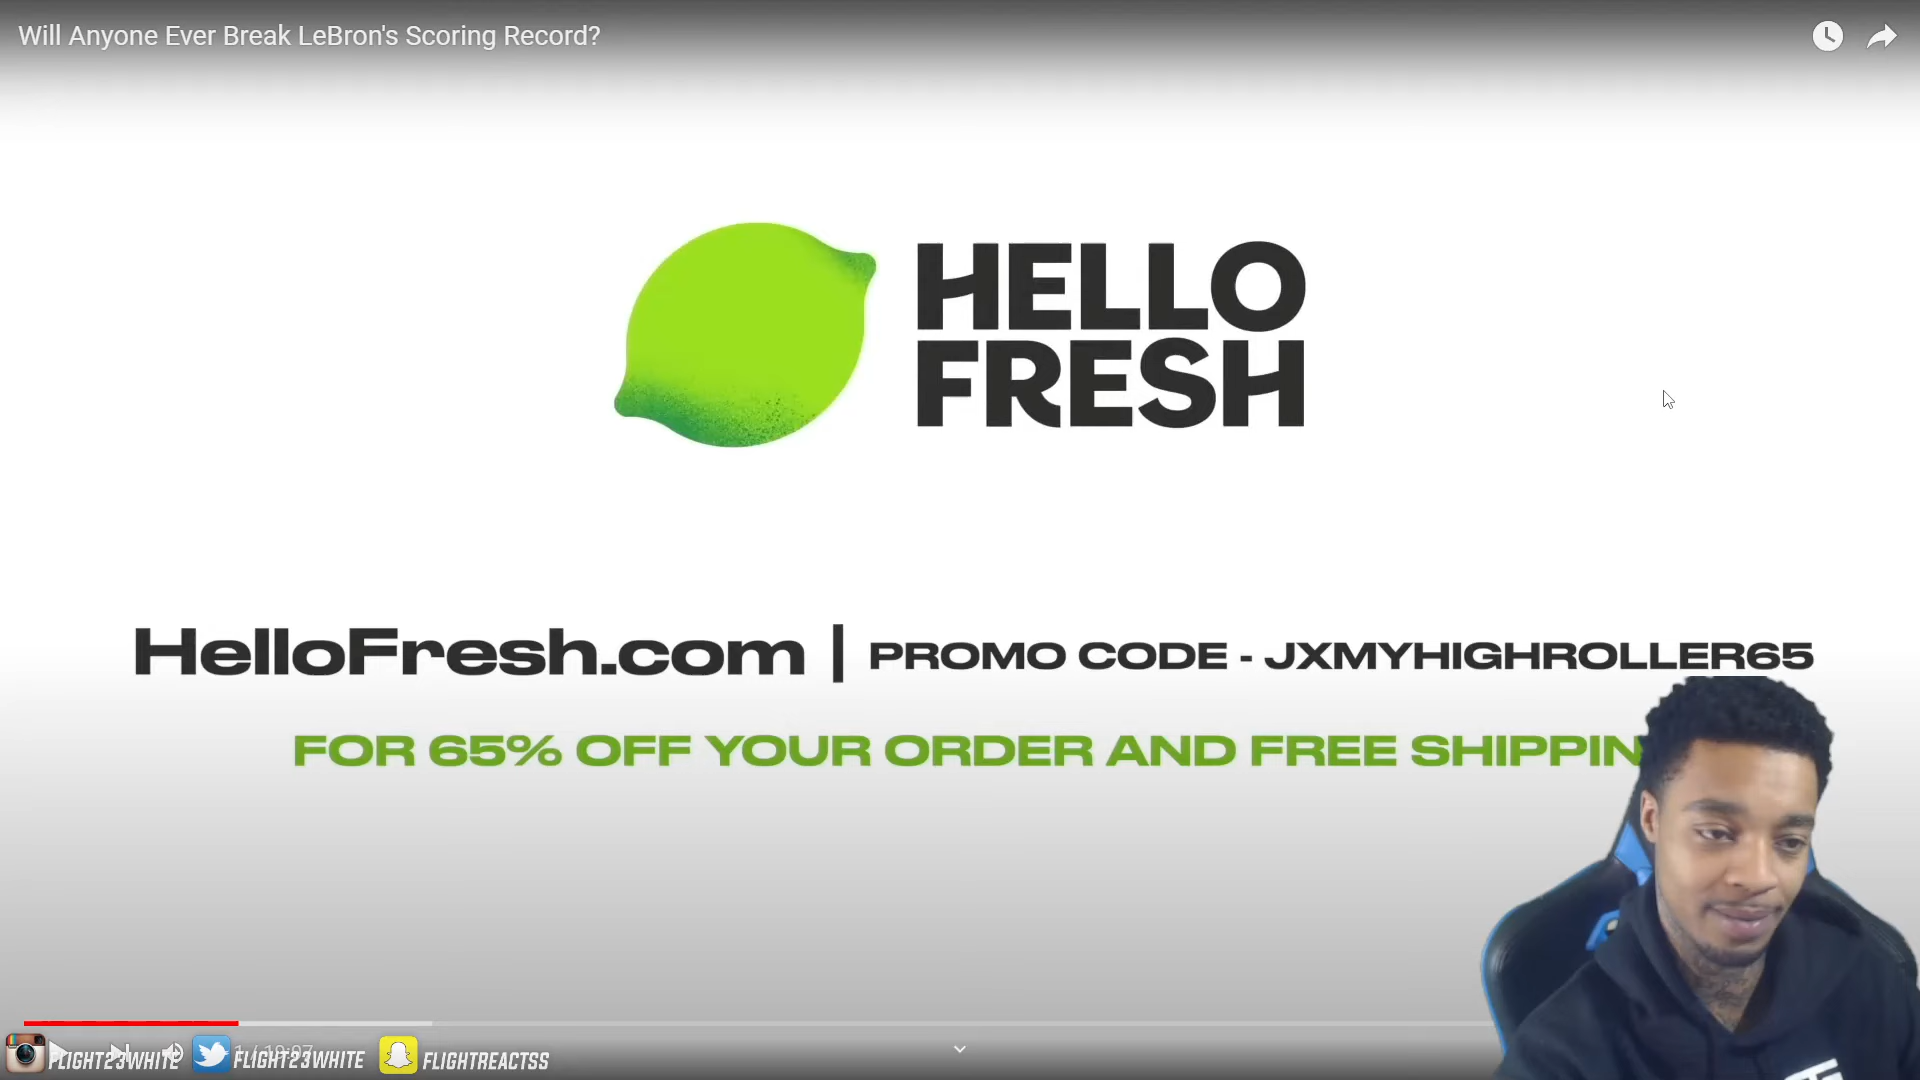 Will Anyone Ever Break LeBron's Scoring Record?
HELLO
FRESH
HelloFresh.com | PROMO CODE - JXMYHIGHROLLER65
FOR 65% OFF YOUR ORDER AND FREE SHIPPIN
FLIGHT23WHITE FLIGHT23WHITE FLIGHTREACTSS